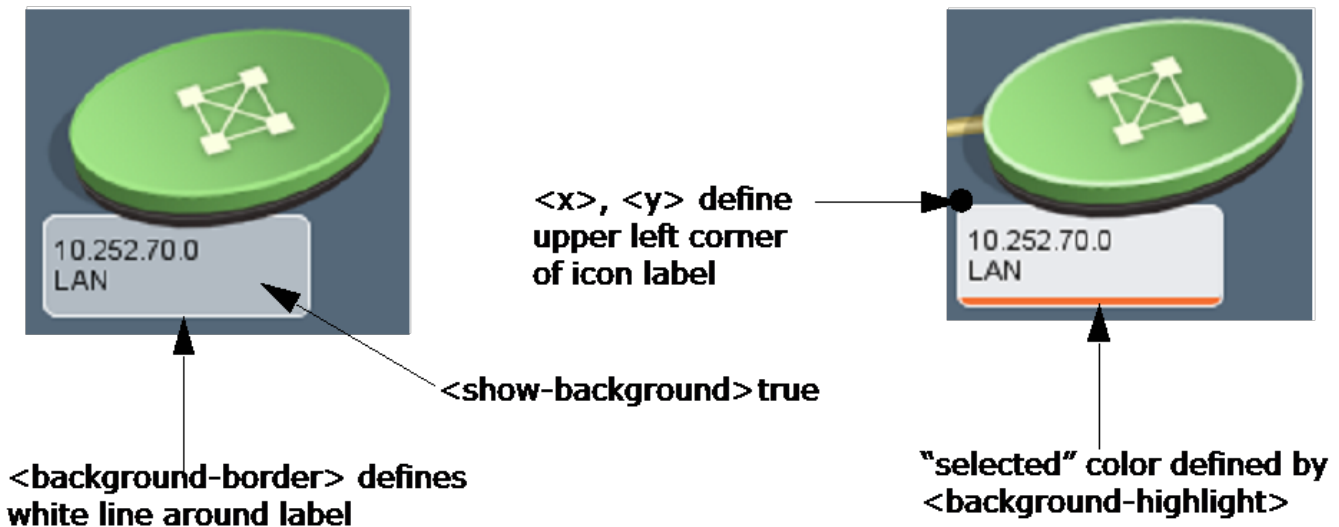 10.252.70.0
LAN
<x>, <y> define
upper left corner
of icon label
10.252.70.0
LAN
<show-background>true
<background-border> defines
white line around label
“selected” color defined by
<background-highlight>